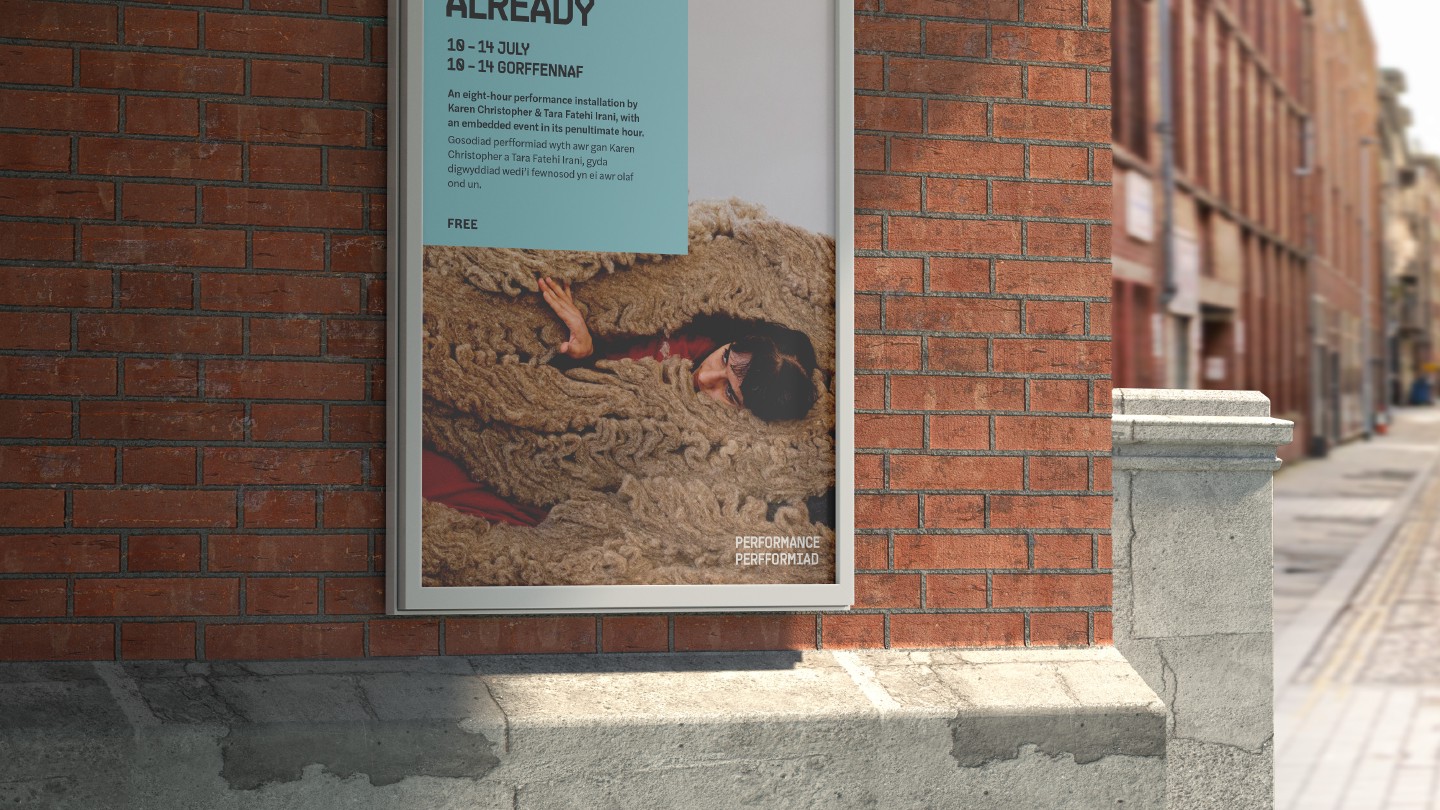 ALREADY
10 – 14 JULY
10 – 14 GORFFENNAF
An eight-hour performance installation by
Karen Christopher & Tara Fatehi Irani, with
an embedded event in its penultimate hour.
Gosodiad perfformiad wyth awr gan Karen
Christopher a Tara Fatehi Irani, gyda
digwyddiad wedi’i fewnosod yn ei awr olaf
ond un.
FREE
PERFORMANCE
PERFFORMIAD